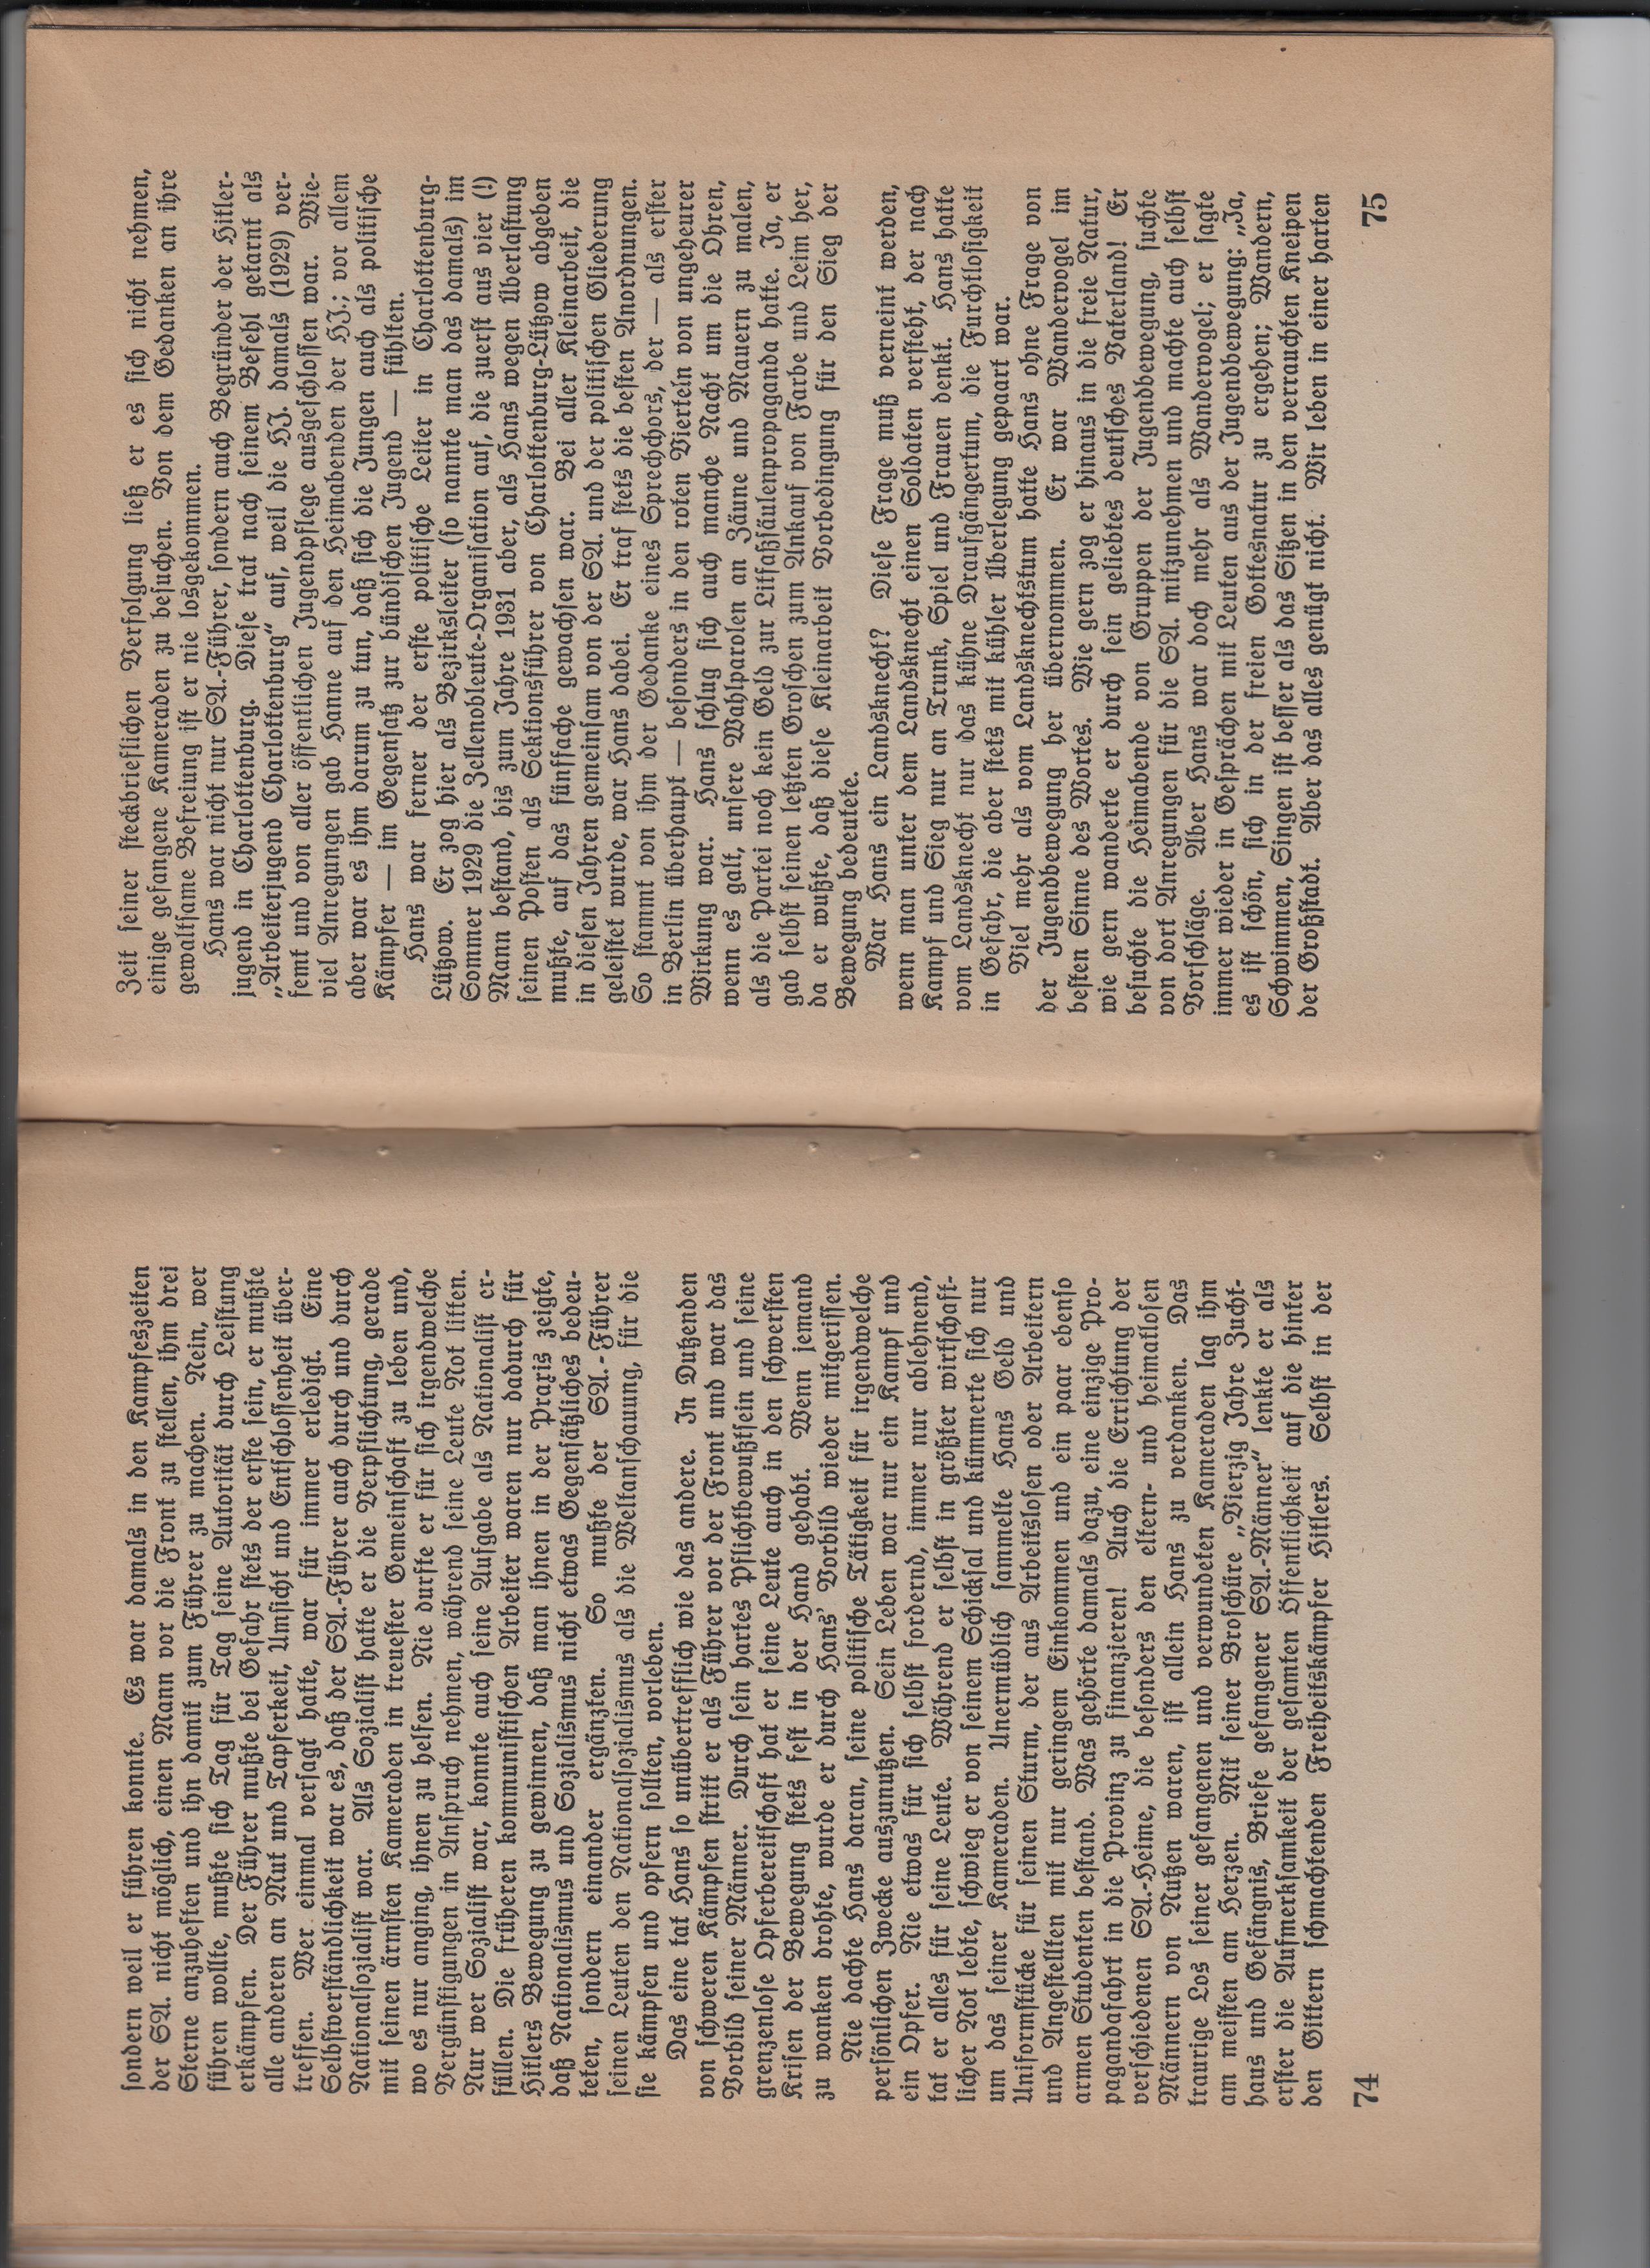 sondern weil er führen konnte. Es war damals in den Kampfeszeiten
der SA. nicht möglich, einen Mann vor die Front zu stellen, ihm drei
Sterne anzuheften und ihn damit zum Führer zu machen. Nein, wer
führen wollte, mußte sich Tag für Tag seine Autorität durch Leistung
erkämpfen. Der Führer mußte bei Gefahr stets der erste sein, er mußte
alle anderen an Mut und Tapferkeit, Umsicht und Entschlossenheit über-
treffen. Wer einmal versagt hatte, war für immer erledigt. Eine
Selbstverständlichkeit war es, daß der SA.-Führer auch durch und durch
Nationalsozialist war. Als Sozialist hatte er die Verpflichtung, gerade
mit seinen ärmsten Kameraden in treuester Gemeinschaft zu leben und,
wo es nur anging, ihnen zu helfen. Nie durfte er für sich irgendwelche
Vergünstigungen in Anspruch nehmen, während seine Leute Not litten.
Nur wer Sozialist war, konnte auch seine Aufgabe als Nationalist er-
füllen. Die früheren kommunistischen Arbeiter waren nur dadurch für
Hitlers Bewegung zu gewinnen, daß man ihnen in der Praxis zeigte,
daß Nationalismus und Sozialismus nicht etwas Gegensätzliches bedeu-
teten, sondern einander ergänzten. So mußte der SA.-Führer
seinen Leuten den Nationalsozialismus als die Weltanschauung, für die
sie kämpfen und opfern sollten, vorleben.
Das eine tat Hans so unübertrefflich wie das andere. In Dutzenden
von schweren Kämpfen stritt er als Führer vor der Front und war das
Vorbild seiner Männer. Durch sein hartes Pflichtbewußtsein und seine
grenzenlose Opferbereitschaft hat er seine Leute auch in den schwersten
Krisen der Bewegung stets fest in der Hand gehabt. Wenn jemand
zu wanken drohte, wurde er durch Hans' Vorbild wieder mitgerissen.
Nie dachte Hans daran, seine politische Tätigkeit für irgendwelche
persönlichen Zwecke auszunutzen. Sein Leben war nur ein Kampf und
ein Opfer. Nie etwas für sich selbst fordernd, immer nur ablehnend,
tat er alles für seine Leute. Während er selbst in größter wirtschaft-
licher Not lebte, schwieg er von seinem Schicksal und kümmerte sich nur
um das seiner Kameraden. Unermüdlich sammelte Hans Geld und
Uniformstücke für seinen Sturm, der aus Arbeitslosen oder Arbeitern
und Angestellten mit nur geringem Einkommen und ein paar ebenso
armen Studenten bestand. Was gehörte damals dazu, eine einzige Pro-
pagandafahrt in die Provinz zu finanzieren! Auch die Errichtung der
verschiedenen SA.-Heime, die besonders den eltern- und heimatlosen
Männern von Nutzen waren, ist allein Hans zu verdanken. Das
traurige Los seiner gefangenen und verwundeten Kameraden lag ihm
am meisten am Herzen. Mit seiner Broschüre „Vierzig Jahre Zucht-
haus und Gefängnis, Briefe gefangener SA.-Männer" lenkte er als
erster die Aufmerksamkeit der gesamten Öffentlichkeit auf die hinter
den Gittern schmachtenden Freiheitskämpfer Hitlers. Selbst in der
74
Zeit seiner steckbrieflichen Verfolgung ließ er es sich nicht nehmen,
einige gefangene Kameraden zu besuchen. Von dem Gedanken an ihre
gewaltsame Befreiung ist er nie losgekommen.
Hans war nicht nur SA.-Führer, sondern auch Begründer der Hitler-
jugend in Charlottenburg. Diese trat nach seinem Befehl getarnt als
„Arbeiterjugend Charlottenburg" auf, weil die HJ. damals (1929) ver-
femt und von aller öffentlichen Jugendpflege ausgeschlossen war. Wie-
viel Anregungen gab Hanne auf den Heimabenden der HJ.; vor allem
aber war es ihm darum zu tun, daß sich die Jungen auch als politische
Kämpfer — im Gegensatz zur bündischen Jugend — fühlten.
Hans war ferner der erste politische Leiter in Charlottenburg-
Lützow. Er zog hier als Bezirksleiter (so nannte man das damals) im
Sommer 1929 die Zellenobleute-Organisation auf, die zuerst aus vier (!)
Mann bestand, bis zum Jahre 1931 aber, als Hans wegen Überlastung
seinen Posten als Sektionsführer von Charlottenburg-Lützow abgeben
mußte, auf das fünffache gewachsen war. Bei aller Kleinarbeit, die
in diesen Jahren gemeinsam von der SA. und der politischen Gliederung
geleistet wurde, war Hans dabei. Er traf stets die besten Anordnungen.
So stammt von ihm der Gedanke eines Sprechchors, der — als erster
in Berlin überhaupt — besonders in den roten Vierteln von ungeheurer
Wirkung war. Hans schlug sich auch manche Nacht um die Ohren,
wenn es galt, unsere Wahlparolen an Zäune und Mauern zu malen,
als die Partei noch kein Geld zur Litfaßsäulenpropaganda hatte. Ja, er
gab selbst seinen letzten Groschen zum Ankauf von Farbe und Leim her,
da er wußte, daß diese Kleinarbeit Vorbedingung für den Sieg der
Bewegung bedeutete.
War Hans ein Landsknecht? Diese Frage muß verneint werden,
wenn man unter dem Landsknecht einen Soldaten versteht, der nach
Kampf und Sieg nur an Trunk, Spiel und Frauen denkt. Hans hatte
vom Landsknecht nur das kühne Draufgängertum, die Furchtlosigkeit
in Gefahr, die aber stets mit kühler Überlegung gepaart war.
Viel mehr als vom Landsknechtstum hatte Hans ohne Frage von
der Jugendbewegung her übernommen. Er war Wandervogel im
besten Sinne des Wortes. Wie gern zog er hinaus in die freie Natur,
wie gern wanderte er durch sein geliebtes deutsches Vaterland! Er
besuchte die Heimabende von Gruppen der Jugendbewegung, suchte
von dort Anregungen für die SA. mitzunehmen und machte auch selbst
Vorschläge. Aber Hans war doch mehr als Wandervogel; er sagte
immer wieder in Gesprächen mit Leuten aus der Jugendbewegung: „Ja,
es ist schön, sich in der freien Gottesnatur zu ergehen; Wandern,
Schwimmen, Singen ist besser als das Sitzen in den verrauchten Kneipen
der Großstadt. Aber das alles genügt nicht. Wir leben in einer harten
75